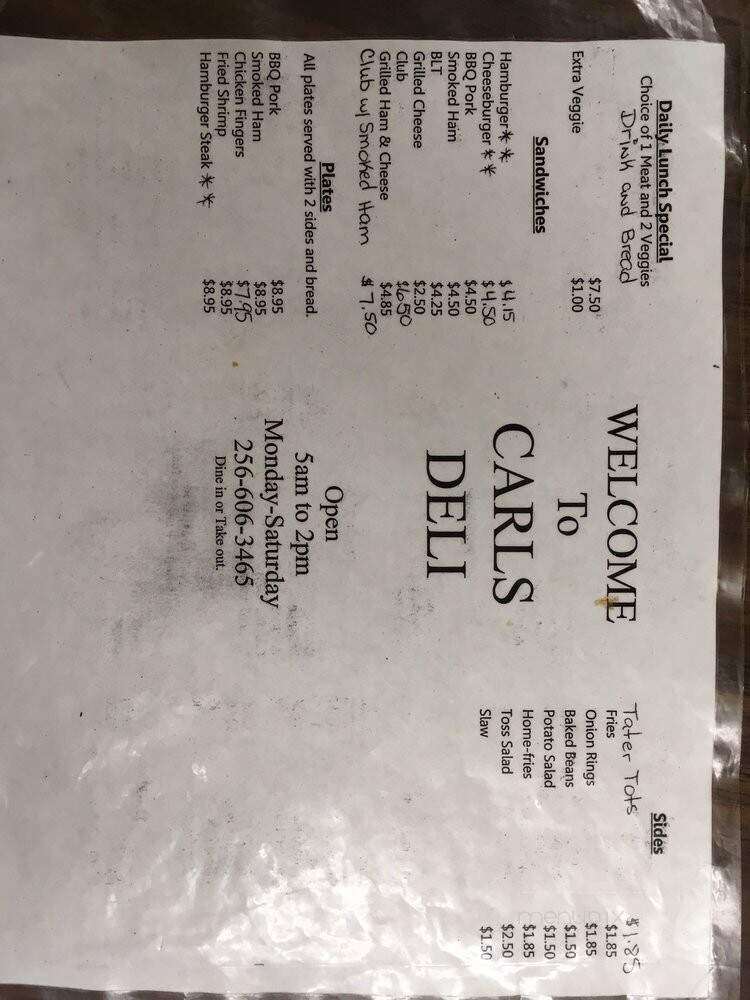 Daily Lunch Special
Choice of 1 Meat and 2 Veggies
Drink and Bread
$7.50
Extra Veggie $1.00
Sandwiches
Hamburger ** $4.15
Cheeseburger ** $4.50
BBQ Pork $4.50
Smoked Ham $4.50
BLT $4.25
Grilled Cheese $2.50
Club $6.50
Grilled Ham & Cheese $4.85
Club w/ Smoked Ham $7.50
Plates
All plates served with 2 sides and bread.
BBQ Pork $8.95
Smoked Ham $8.95
Chicken Fingers $7.95
Fried Shrimp $8.95
Hamburger Steak ** $8.95
WELCOME
To
CARLS
DELI
Open
5am to 2pm
Monday-Saturday
256-606-3465
Dine in or Take out.
Sides
Tater Tots $1.85
Fries $1.85
Onion Rings $1.85
Baked Beans $1.50
Potato Salad $1.50
Home-fries $1.85
Toss Salad $2.50
Slaw $1.50